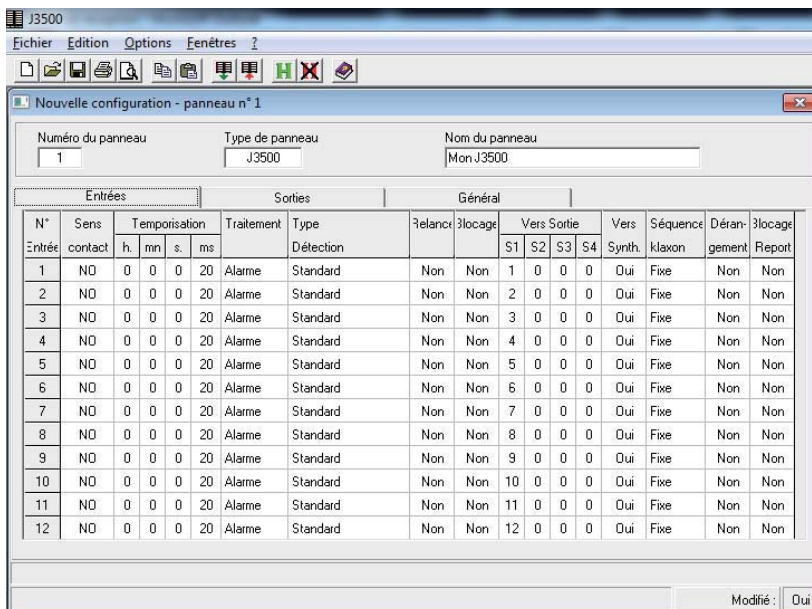 J3500
Fichier Edition Options Fenêtres ?
Nouvelle configuration - panneau n° 1
Numéro du panneau Type de panneau Nom du panneau
1 J3500 Mon J3500
Entrées Sorties Général
N° Sens Temporisation Traitement Type Relance Blocage Vers Sortie Vers Séquence Déran- Blocage
Entrée contact h. mn s. ms Détection S1 S2 S3 S4 Synth. klaxon gement Report
1 NO 0 0 0 20 Alarme Standard Non Non 1 0 0 0 Oui Fixe Non Non
2 NO 0 0 0 20 Alarme Standard Non Non 2 0 0 0 Oui Fixe Non Non
3 NO 0 0 0 20 Alarme Standard Non Non 3 0 0 0 Oui Fixe Non Non
4 NO 0 0 0 20 Alarme Standard Non Non 4 0 0 0 Oui Fixe Non Non
5 NO 0 0 0 20 Alarme Standard Non Non 5 0 0 0 Oui Fixe Non Non
6 NO 0 0 0 20 Alarme Standard Non Non 6 0 0 0 Oui Fixe Non Non
7 NO 0 0 0 20 Alarme Standard Non Non 7 0 0 0 Oui Fixe Non Non
8 NO 0 0 0 20 Alarme Standard Non Non 8 0 0 0 Oui Fixe Non Non
9 NO 0 0 0 20 Alarme Standard Non Non 9 0 0 0 Oui Fixe Non Non
10 NO 0 0 0 20 Alarme Standard Non Non 10 0 0 0 Oui Fixe Non Non
11 NO 0 0 0 20 Alarme Standard Non Non 11 0 0 0 Oui Fixe Non Non
12 NO 0 0 0 20 Alarme Standard Non Non 12 0 0 0 Oui Fixe Non Non
Modifié : Oui